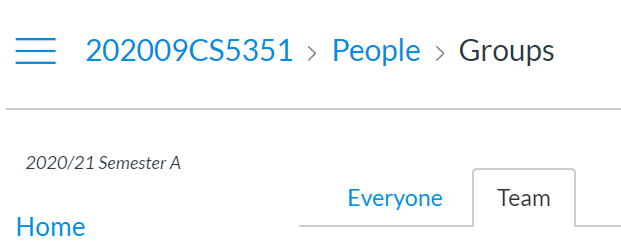 202009CS5351 > People > Groups
2020/21 Semester A
Everyone Team
Home